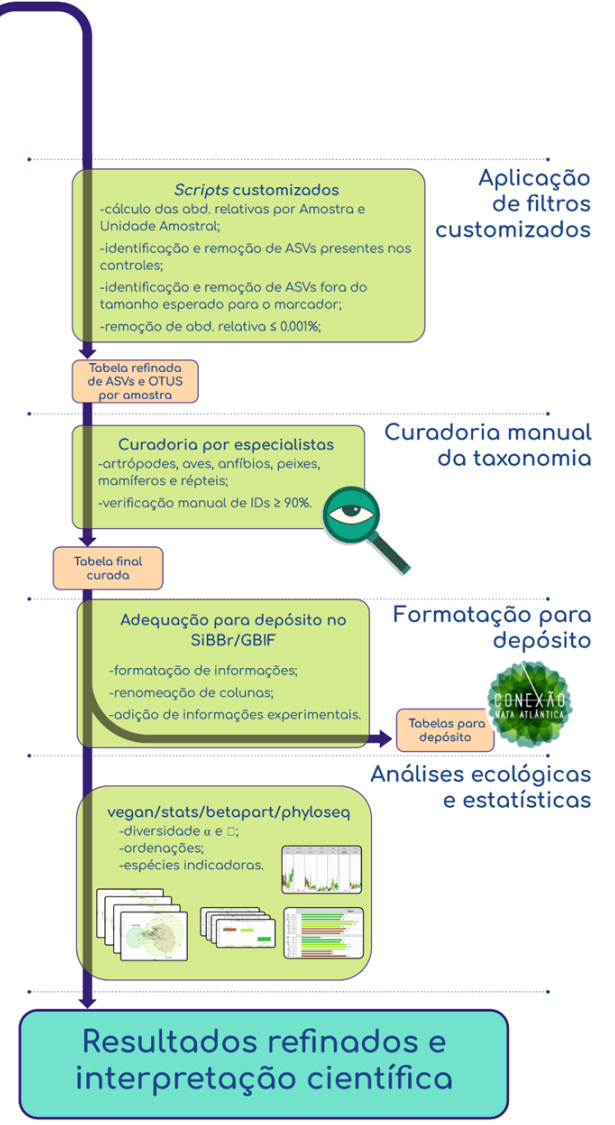 Aplicação
de filtros
customizados
Scripts customizados
-cálculo das abd. relativas por Amostra e
Unidade Amostral;
-identificação e remoção de ASVs presentes nos
controles;
-identificação e remoção de ASVs fora do
tamanho esperado para o marcador;
-remoção de abd. relativa ≤ 0,001%;
Tabela refinada
de ASVs e OTUS
por amostra
Curadoria manual
da taxonomia
Curadoria por especialistas
-artrópodes, aves, anfíbios, peixes,
mamíferos e répteis;
-verificação manual de IDs ≥ 90%.
Tabela final
curada
Formatação para
depósito
Adequação para depósito no
SiBBr/GBIF
-formatação de informações;
-renomeação de colunas;
-adição de informações experimentais.
Tabelas para
depósito
CONEXÃO
MATA ATLÂNTICA
Análises ecológicas
e estatísticas
vegan/stats/betapart/phyloseq
-diversidade α e □;
-ordenações;
-espécies indicadoras.
Resultados refinados e
interpretação científica